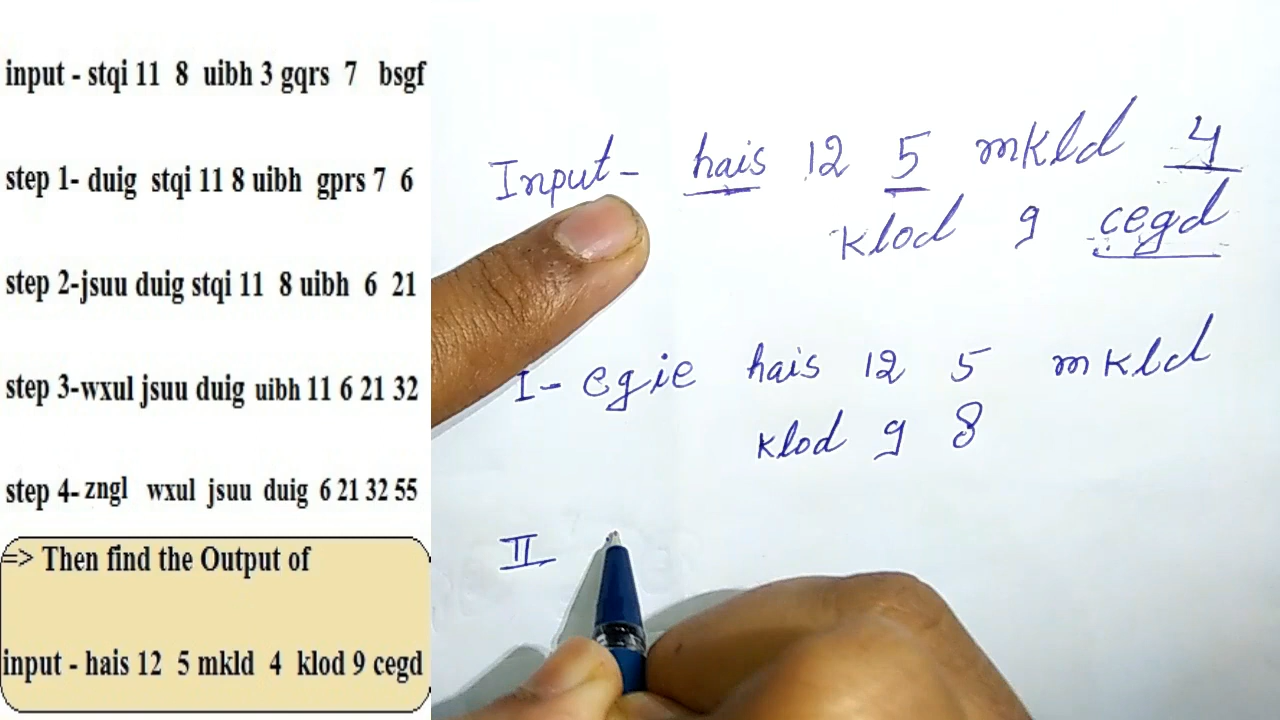 input - stqi 11 8 uibh 3 gqrs 7 bsgf
step 1- duig stqi 11 8 uibh gprs 7 6
step 2-jsuu duig stqi 11 8 uibh 6 21
step 3-wxul jsuu duig uibh 11 6 21 32
step 4- zngl wxul jsuu duig 6 21 32 55
=> Then find the Output of
input - hais 12 5 mkld 4 klod 9 cegd
Input- hais 12 5 mkld 4
klod 9 cegd
I- egie hais 12 5 mkld
klod 9 8
II